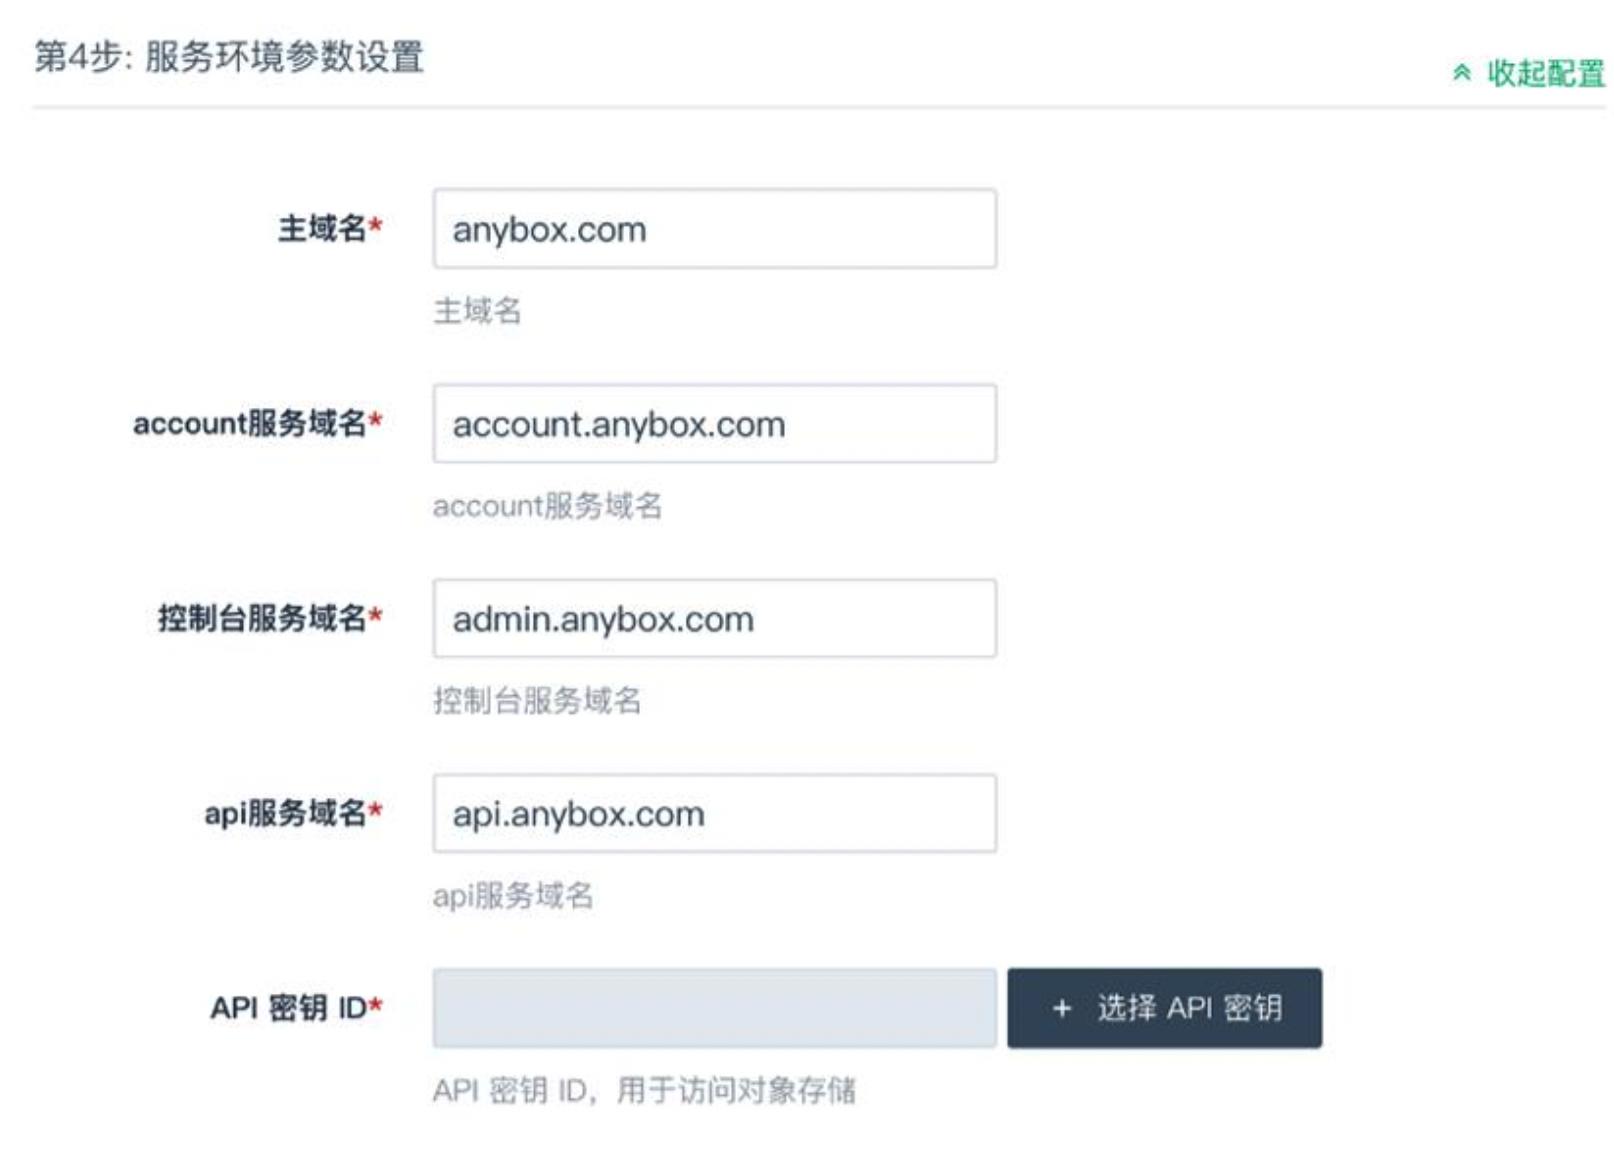 第4步: 服务环境参数设置
收起配置
主域名*
anybox.com
主域名
account服务域名*
account.anybox.com
account服务域名
控制台服务域名*
admin.anybox.com
控制台服务域名
api服务域名*
api.anybox.com
api服务域名
API 密钥 ID*
+ 选择 API 密钥
API 密钥 ID，用于访问对象存储